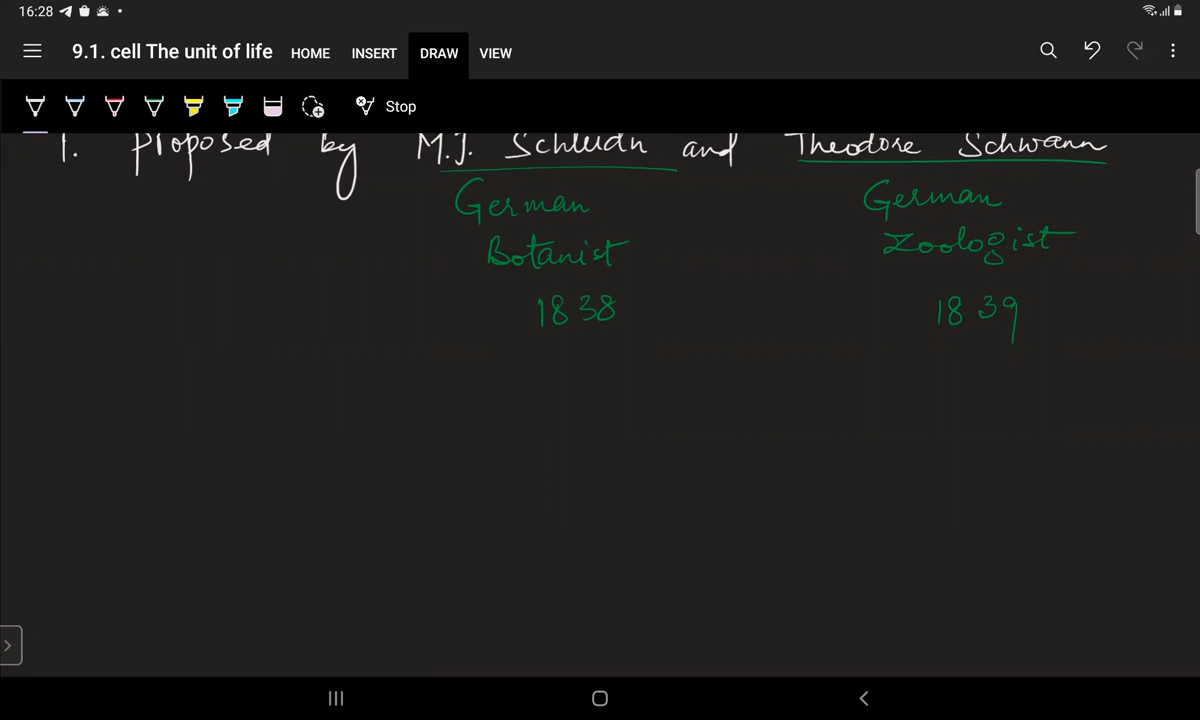 16:28
9.1. cell The unit of life HOME INSERT DRAW VIEW
Stop
1. Proposed by M.J. Schleidn and Theodore Schwann
German German
Botanist Zoologist
1838 1839